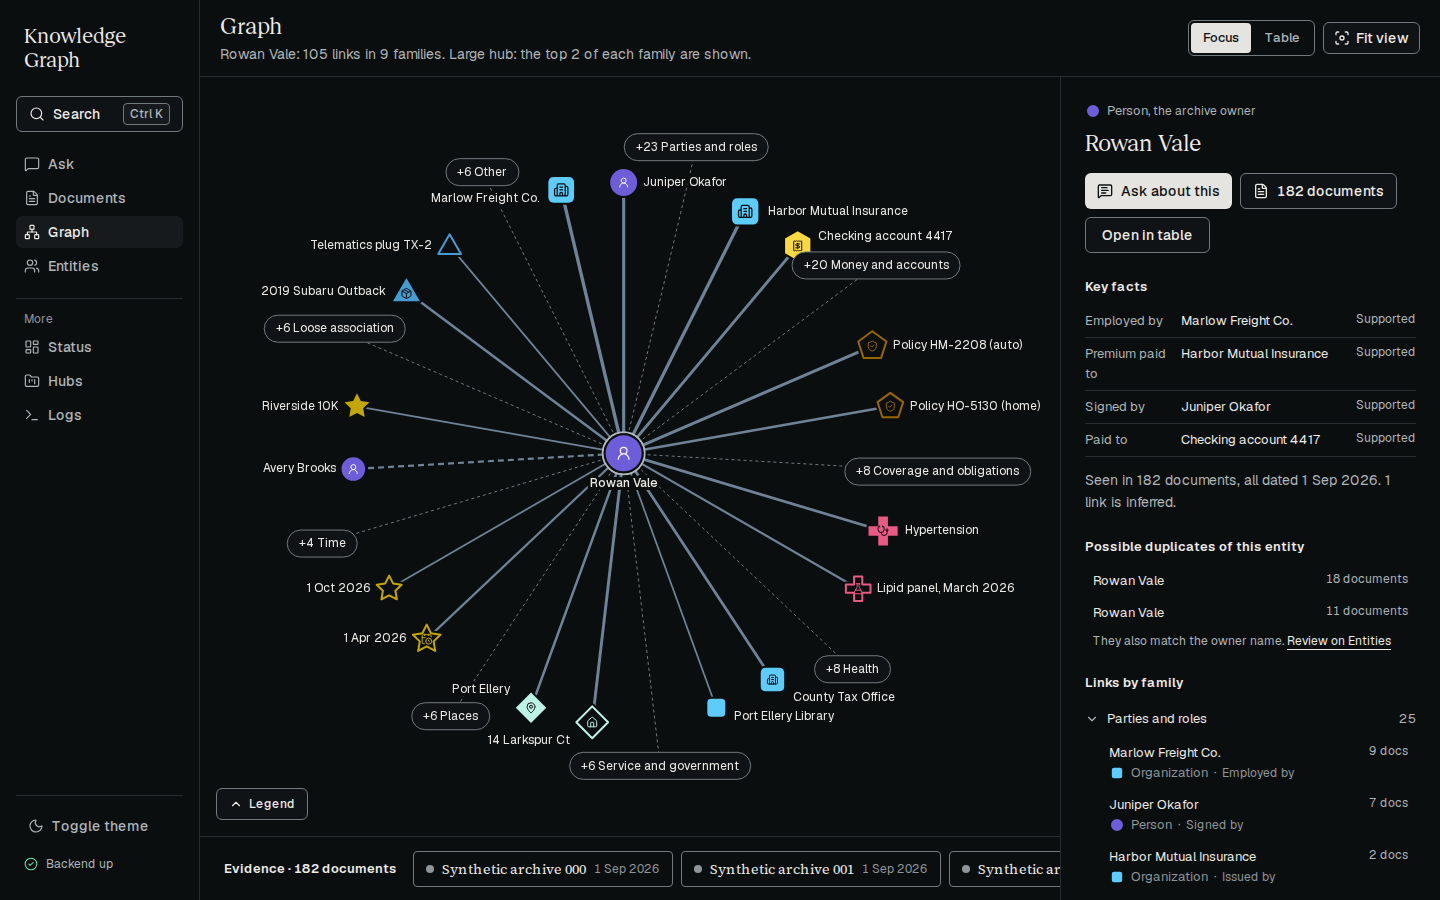 Knowledge
Graph
Search
Ctrl K
Ask
Documents
Graph
Entities
More
Status
Hubs
Logs
Toggle theme
Backend up
Graph
Rowan Vale: 105 links in 9 families. Large hub: the top 2 of each family are shown.
Focus
Table
Fit view
+23 Parties and roles
+6 Other
Juniper Okafor
Marlow Freight Co.
Harbor Mutual Insurance
Checking account 4417
Telematics plug TX-2
+20 Money and accounts
2019 Subaru Outback
+6 Loose association
Policy HM-2208 (auto)
Riverside 10K
Policy HO-5130 (home)
Avery Brooks
+8 Coverage and obligations
Rowan Vale
Hypertension
+4 Time
1 Oct 2026
Lipid panel, March 2026
1 Apr 2026
+8 Health
Port Ellery
County Tax Office
+6 Places
Port Ellery Library
14 Larkspur Ct
+6 Service and government
Legend
Evidence · 182 documents
Synthetic archive 000 1 Sep 2026
Synthetic archive 001 1 Sep 2026
Synthetic ar
Person, the archive owner
Rowan Vale
Ask about this
182 documents
Open in table
Key facts
Employed by Marlow Freight Co. Supported
Premium paid Harbor Mutual Insurance Supported
to
Signed by Juniper Okafor Supported
Paid to Checking account 4417 Supported
Seen in 182 documents, all dated 1 Sep 2026. 1
link is inferred.
Possible duplicates of this entity
Rowan Vale 18 documents
Rowan Vale 11 documents
They also match the owner name. Review on Entities
Links by family
Parties and roles 25
Marlow Freight Co. 9 docs
Organization · Employed by
Juniper Okafor 7 docs
Person · Signed by
Harbor Mutual Insurance 2 docs
Organization · Issued by